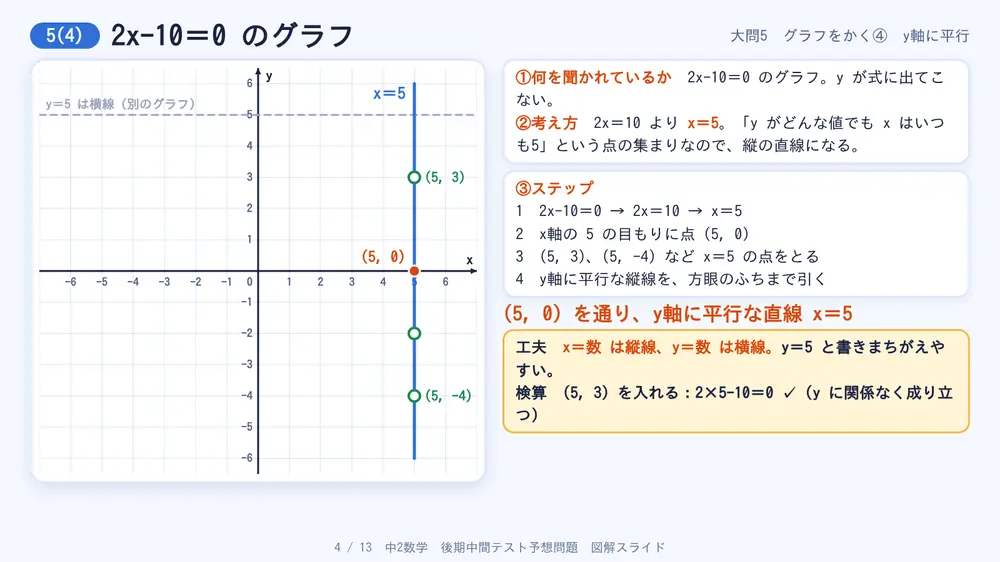 5(4) 2x-10＝0 のグラフ
大問5　グラフをかく④　y軸に平行
y
6
x＝5
y＝5 は横線（別のグラフ）
5
4
3
(5, 3)
2
1
(5, 0)
x
-6 -5 -4 -3 -2 -1 0 1 2 3 4 5 6
-1
-2
-3
-4
(5, -4)
-5
-6
①何を聞かれているか　2x-10＝0 のグラフ。y が式に出てこ
ない。
②考え方　2x＝10 より x＝5。「y がどんな値でも x はいつ
も5」という点の集まりなので、縦の直線になる。
③ステップ
1　2x-10＝0 → 2x＝10 → x＝5
2　x軸の 5 の目もりに点 (5, 0)
3　(5, 3)、(5, -4) など x＝5 の点をとる
4　y軸に平行な縦線を、方眼のふちまで引く
(5, 0) を通り、y軸に平行な直線 x＝5
工夫　x＝数 は縦線、y＝数 は横線。y＝5 と書きまちがえや
すい。
検算　(5, 3) を入れる：2×5-10＝0 ✓（y に関係なく成り立
つ）
4 / 13　中2数学　後期中間テスト予想問題　図解スライド